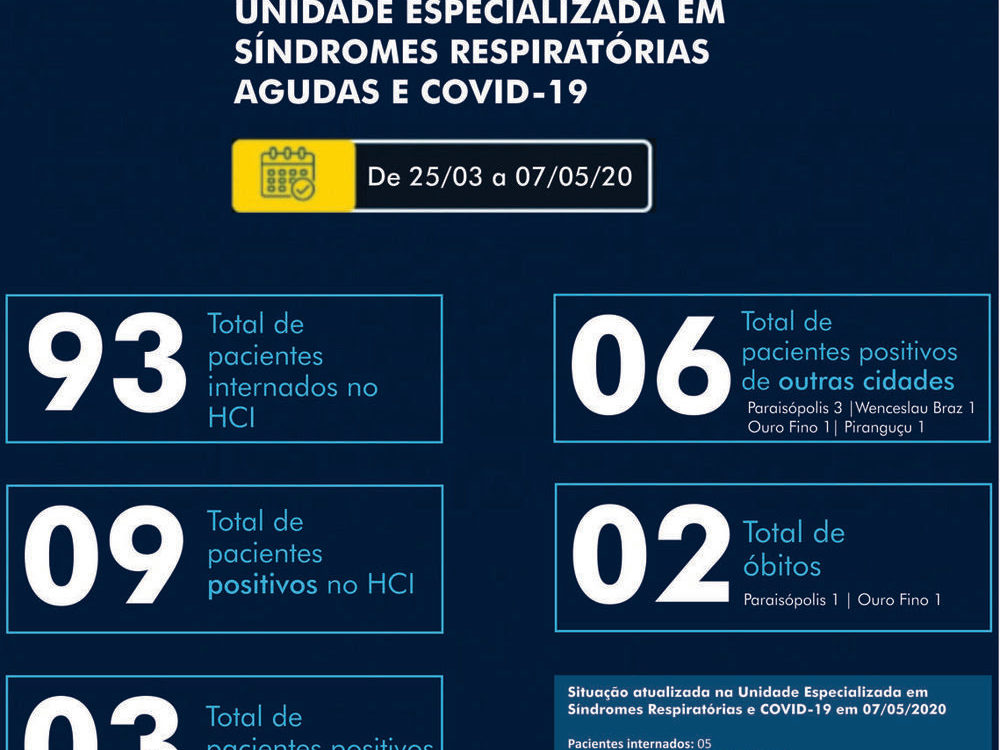 UNIDADE ESPECIALIZADA EM
SÍNDROMES RESPIRATÓRIAS
AGUDAS E COVID-19
De 25/03 a 07/05/20
93
Total de
pacientes
internados no
HCI
06
Total de
pacientes positivos
de outras cidades
Paraisópolis 3 |Wenceslau Braz 1
Ouro Fino 1| Piranguçu 1
09
Total de
pacientes
positivos no HCI
02
Total de
óbitos
Paraisópolis 1 | Ouro Fino 1
03
Total de
pacientes positivos
Situação atualizada na Unidade Especializada em
Síndromes Respiratórias e COVID-19 em 07/05/2020
Pacientes internados: 05